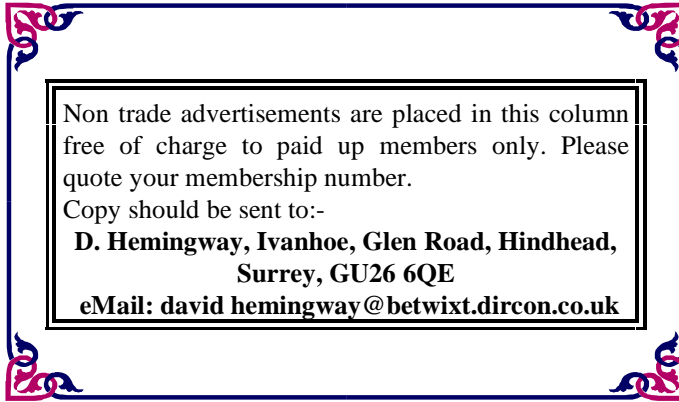 Non trade advertisements are placed in this column
free of charge to paid up members only. Please
quote your membership number.
Copy should be sent to:-
D. Hemingway, Ivanhoe, Glen Road, Hindhead,
Surrey, GU26 6QE
eMail: david hemingway@betwixt.dircon.co.uk